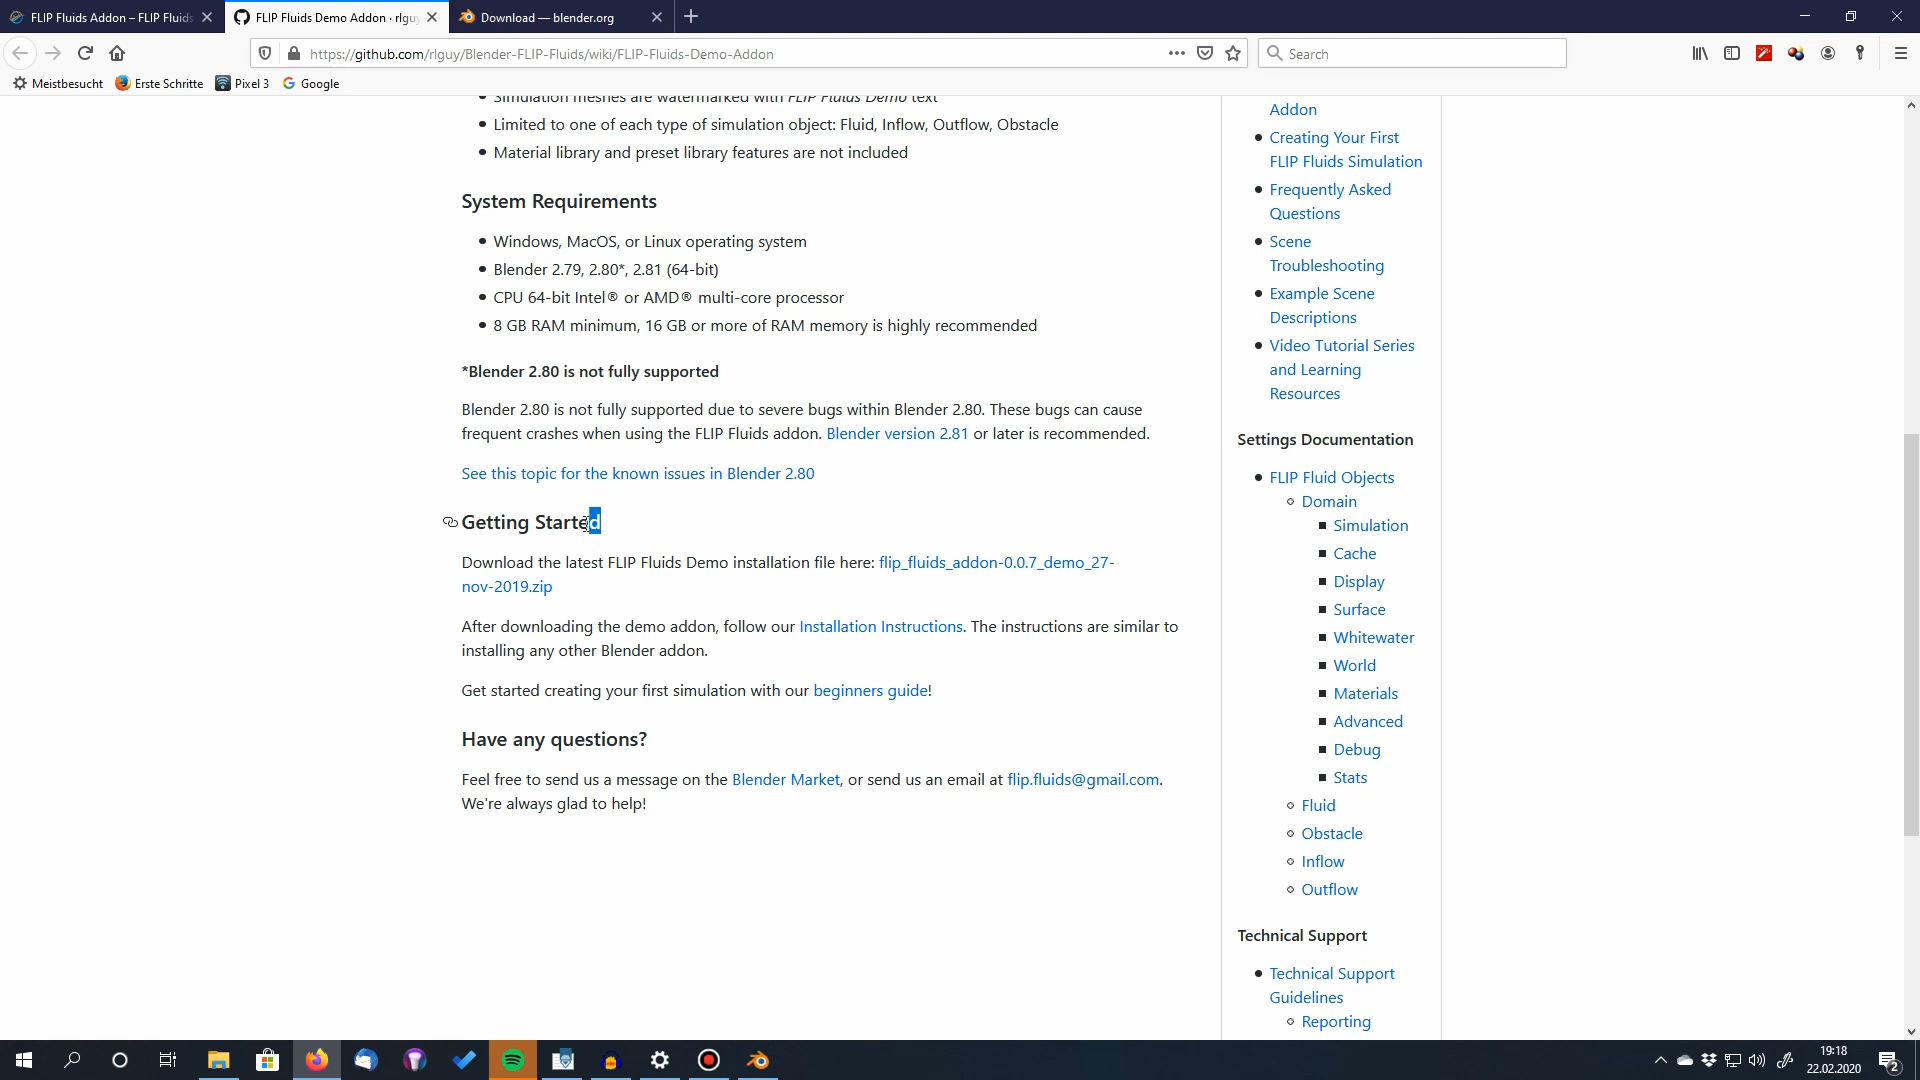 FLIP Fluids Addon – FLIP Fluids
FLIP Fluids Demo Addon · rlguy
Download — blender.org
https://github.com/rlguy/Blender-FLIP-Fluids/wiki/FLIP-Fluids-Demo-Addon
Search
Meistbesucht
Erste Schritte
Pixel 3
Google
Simulation meshes are watermarked with FLIP Fluids Demo text
Limited to one of each type of simulation object: Fluid, Inflow, Outflow, Obstacle
Material library and preset library features are not included
System Requirements
Windows, MacOS, or Linux operating system
Blender 2.79, 2.80*, 2.81 (64-bit)
CPU 64-bit Intel® or AMD® multi-core processor
8 GB RAM minimum, 16 GB or more of RAM memory is highly recommended
*Blender 2.80 is not fully supported
Blender 2.80 is not fully supported due to severe bugs within Blender 2.80. These bugs can cause
frequent crashes when using the FLIP Fluids addon. Blender version 2.81 or later is recommended.
See this topic for the known issues in Blender 2.80
Getting Started
Download the latest FLIP Fluids Demo installation file here: flip_fluids_addon-0.0.7_demo_27-
nov-2019.zip
After downloading the demo addon, follow our Installation Instructions. The instructions are similar to
installing any other Blender addon.
Get started creating your first simulation with our beginners guide!
Have any questions?
Feel free to send us a message on the Blender Market, or send us an email at flip.fluids@gmail.com.
We're always glad to help!
Addon
Creating Your First
FLIP Fluids Simulation
Frequently Asked
Questions
Scene
Troubleshooting
Example Scene
Descriptions
Video Tutorial Series
and Learning
Resources
Settings Documentation
FLIP Fluid Objects
Domain
Simulation
Cache
Display
Surface
Whitewater
World
Materials
Advanced
Debug
Stats
Fluid
Obstacle
Inflow
Outflow
Technical Support
Technical Support
Guidelines
Reporting
19:18
22.02.2020
2